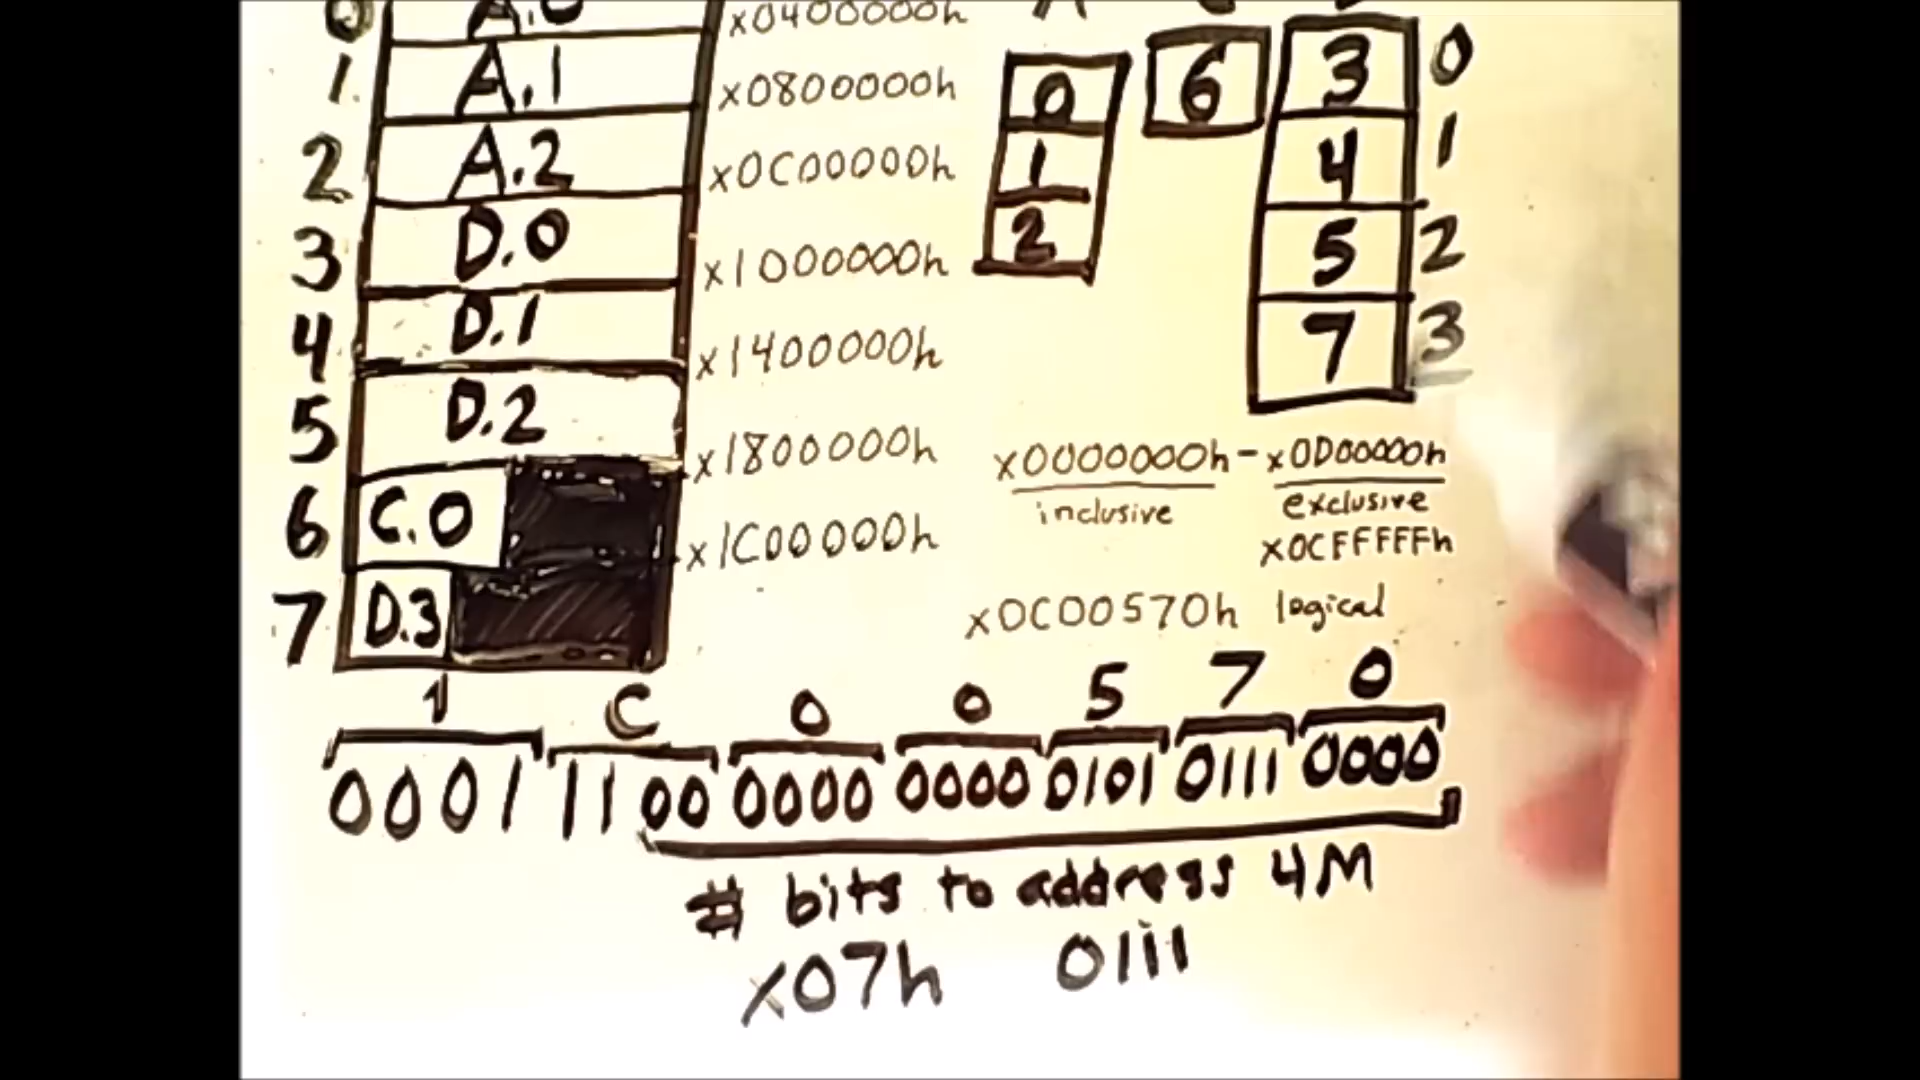 0 A.0 x0400000h
1 A.1 x0800000h
2 A.2 x0C00000h
3 D.0 x1000000h
4 D.1 x1400000h
5 D.2 x1800000h
6 C.0 x1C00000h
7 D.3
0
1
2
6
3 0
4 1
5 2
7 3
x0000000h - x0D00000h
inclusive exclusive
x0CFFFFFh
x0C00570h logical
1 C 0 0 5 7 0
0001 1100 0000 0000 0101 0111 0000
# bits to address 4M
x07h 0111